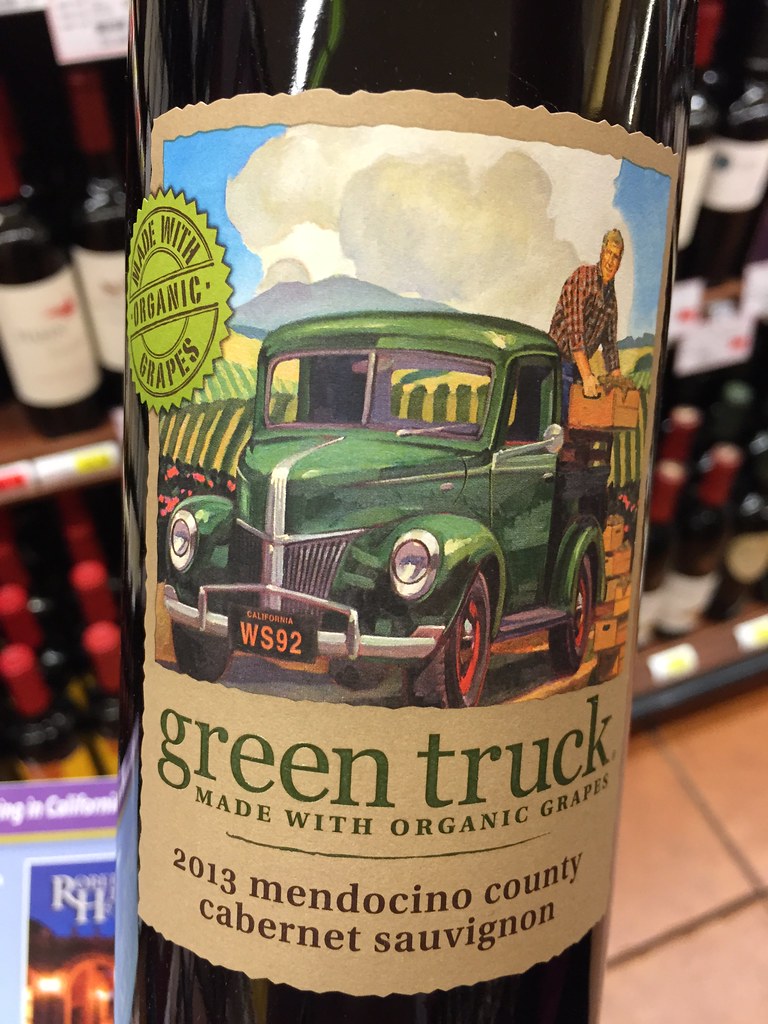 MADE WITH
· ORGANIC ·
GRAPES
CALIFORNIA
WS92
green truck
MADE WITH ORGANIC GRAPES
2013 mendocino county
cabernet sauvignon
in California